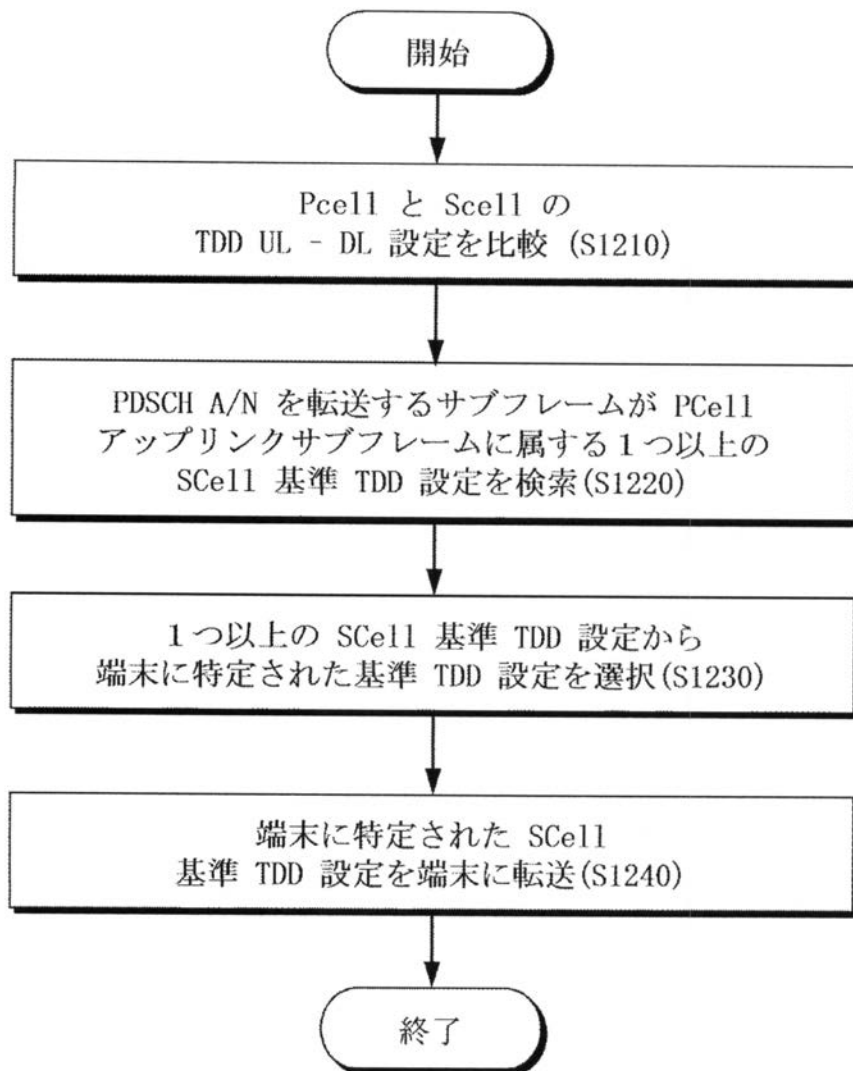 開始
Pcell と Scell の
TDD UL - DL 設定を比較 (S1210)
PDSCH A/N を転送するサブフレームが PCell
アップリンクサブフレームに属する１つ以上の
SCell 基準 TDD 設定を検索(S1220)
１つ以上の SCell 基準 TDD 設定から
端末に特定された基準 TDD 設定を選択(S1230)
端末に特定された SCell
基準 TDD 設定を端末に転送(S1240)
終了